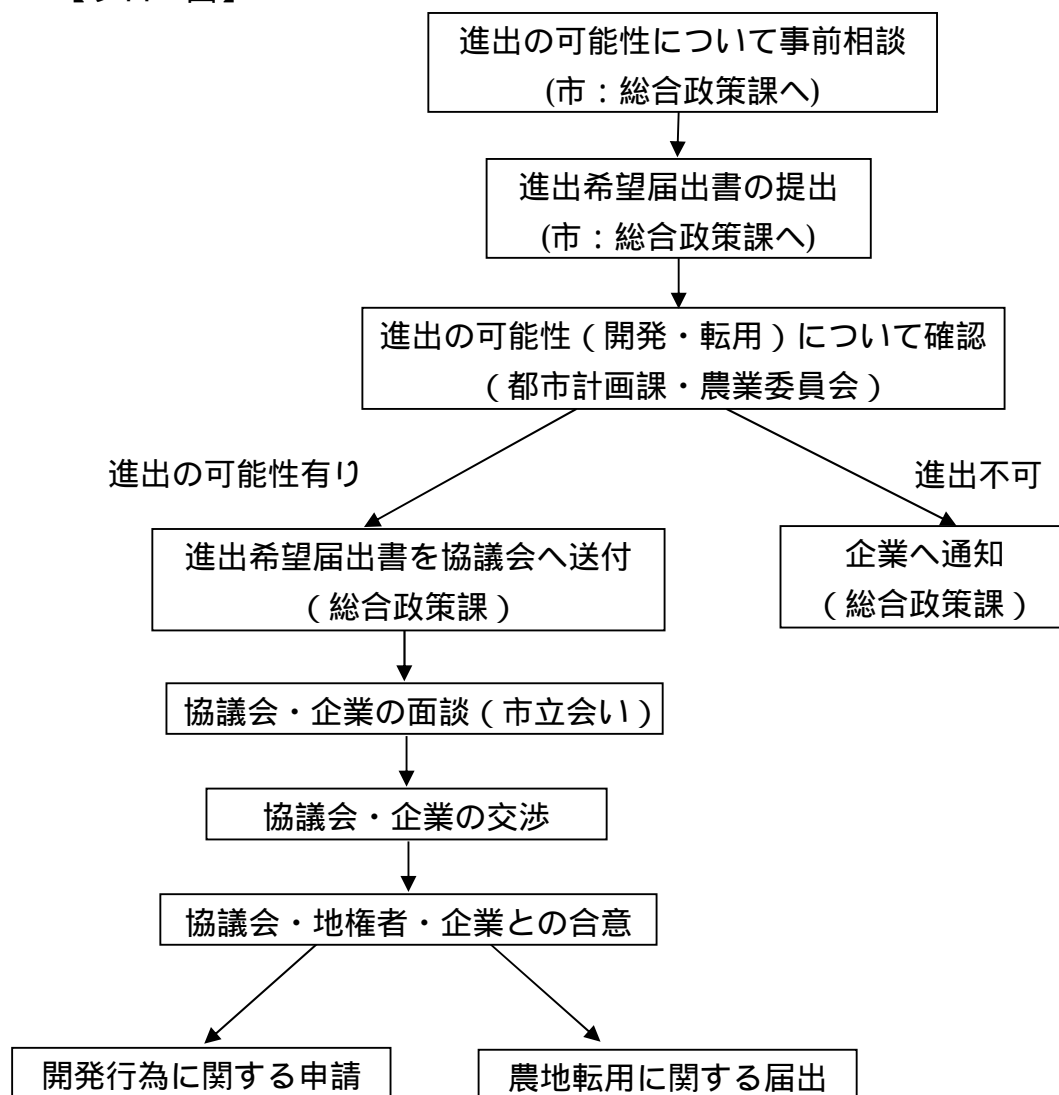 進出の可能性について事前相談
(市：総合政策課へ)
進出希望届出書の提出
(市：総合政策課へ)
進出の可能性（開発・転用）について確認
（都市計画課・農業委員会）
進出の可能性有り
進出不可
進出希望届出書を協議会へ送付
（総合政策課）
企業へ通知
（総合政策課）
協議会・企業の面談（市立会い）
協議会・企業の交渉
協議会・地権者・企業との合意
開発行為に関する申請
農地転用に関する届出